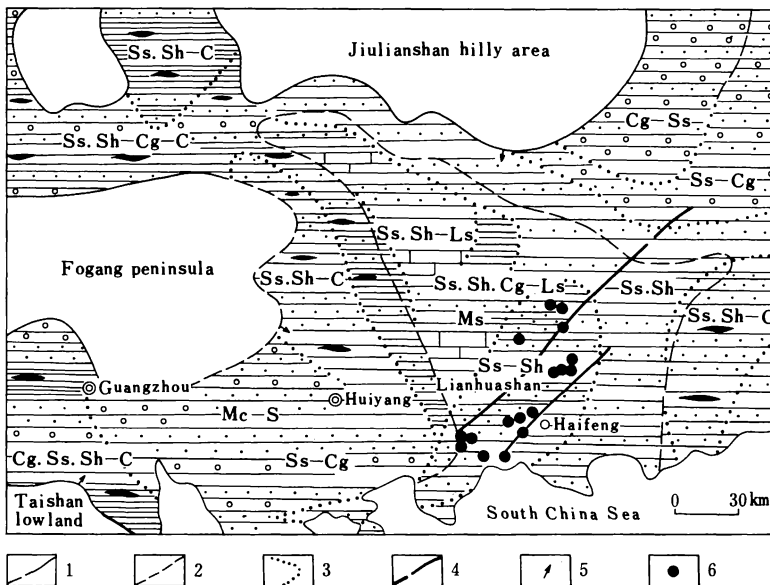 Ss.Sh-C
Jiulianshan hilly area
Cg-Ss
Ss.Sh-Cg-C
Ss-Cg
Ss.Sh-Ls
Fogang peninsula
Ss.Sh-C
Ss.Sh.Cg-Ls
Ss.Sh
Ss.Sh-C
Ms
Ss-Sh
Lianhuashan
Guangzhou
Huiyang
Mc-S
Haifeng
Cg.Ss.Sh-C
Ss-Cg
Taishan
lowland
South China Sea
0 30km
1 2 3 4 5 6